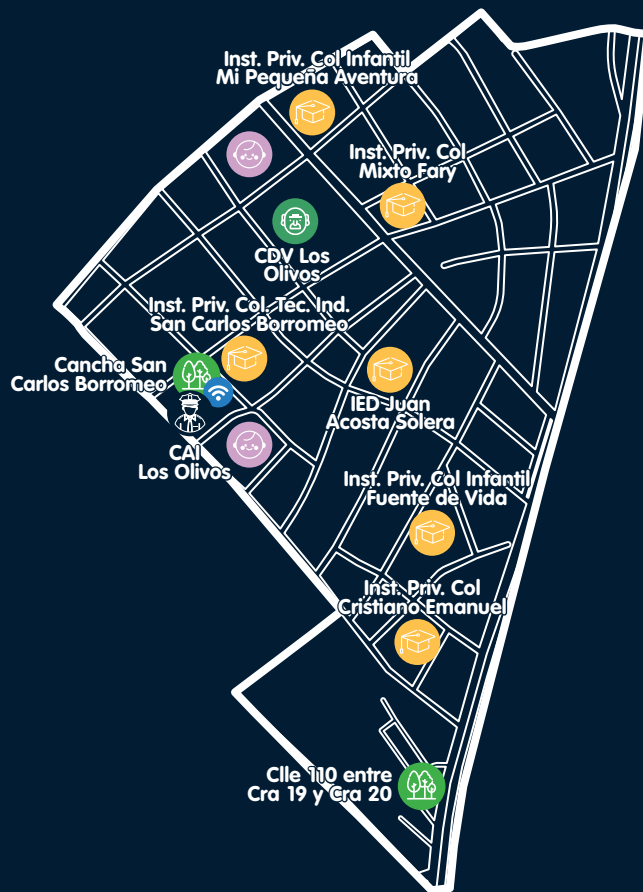 Inst. Priv. Col Infantil
Mi Pequeña Aventura
Inst. Priv. Col
Mixto Fary
CDV Los
Olivos
Inst. Priv. Col. Tec. Ind.
San Carlos Borromeo
Cancha San
Carlos Borromeo
IED Juan
Acosta Solera
CAI
Los Olivos
Inst. Priv. Col Infantil
Fuente de Vida
Inst. Priv. Col
Cristiano Emanuel
Clle 110 entre
Cra 19 y Cra 20